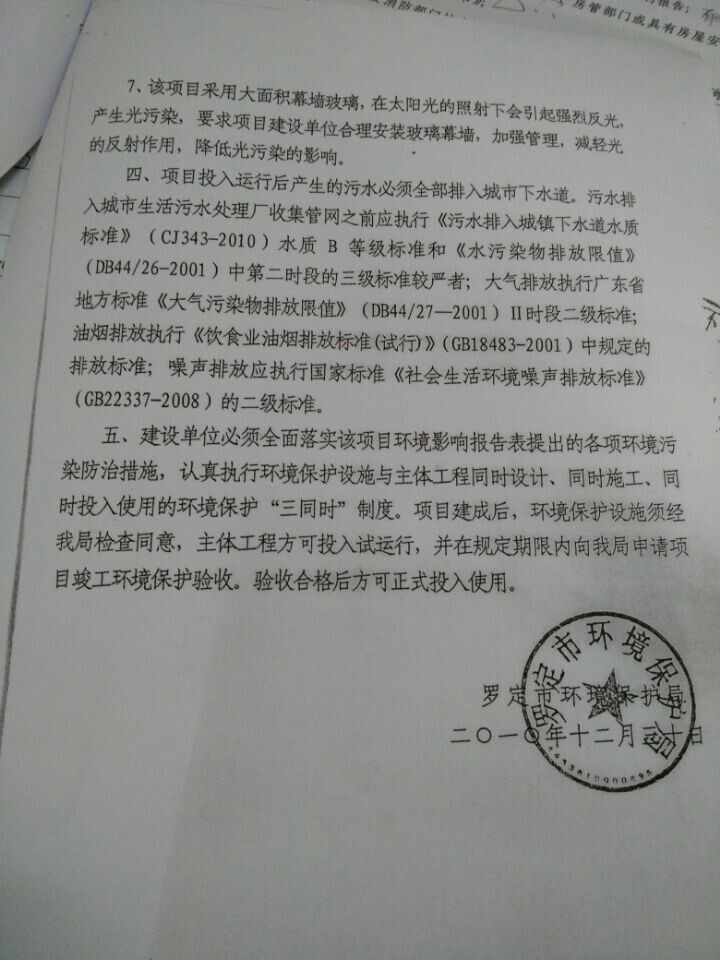 房管部门或具有房屋安
7、该项目采用大面积幕墙玻璃，在太阳光的照射下会引起强烈反光，
产生光污染，要求项目建设单位合理安装玻璃幕墙，加强管理，减轻光
的反射作用，降低光污染的影响。
四、项目投入运行后产生的污水必须全部排入城市下水道。污水排
入城市生活污水处理厂收集管网之前应执行《污水排入城镇下水道水质
标准》（CJ343-2010）水质 B 等级标准和《水污染物排放限值》
（DB44/26-2001）中第二时段的三级标准较严者；大气排放执行广东省
地方标准《大气污染物排放限值》（DB44/27—2001）II时段二级标准；
油烟排放执行《饮食业油烟排放标准(试行)》(GB18483-2001)中规定的
排放标准；噪声排放应执行国家标准《社会生活环境噪声排放标准》
（GB22337-2008）的二级标准。
五、建设单位必须全面落实该项目环境影响报告表提出的各项环境污
染防治措施，认真执行环境保护设施与主体工程同时设计、同时施工、同
时投入使用的环境保护“三同时”制度。项目建成后，环境保护设施须经
我局检查同意，主体工程方可投入试运行，并在规定期限内向我局申请项
目竣工环境保护验收。验收合格后方可正式投入使用。
罗定市环境保护局
罗定市环境保护局
二〇一〇年十二月 十日